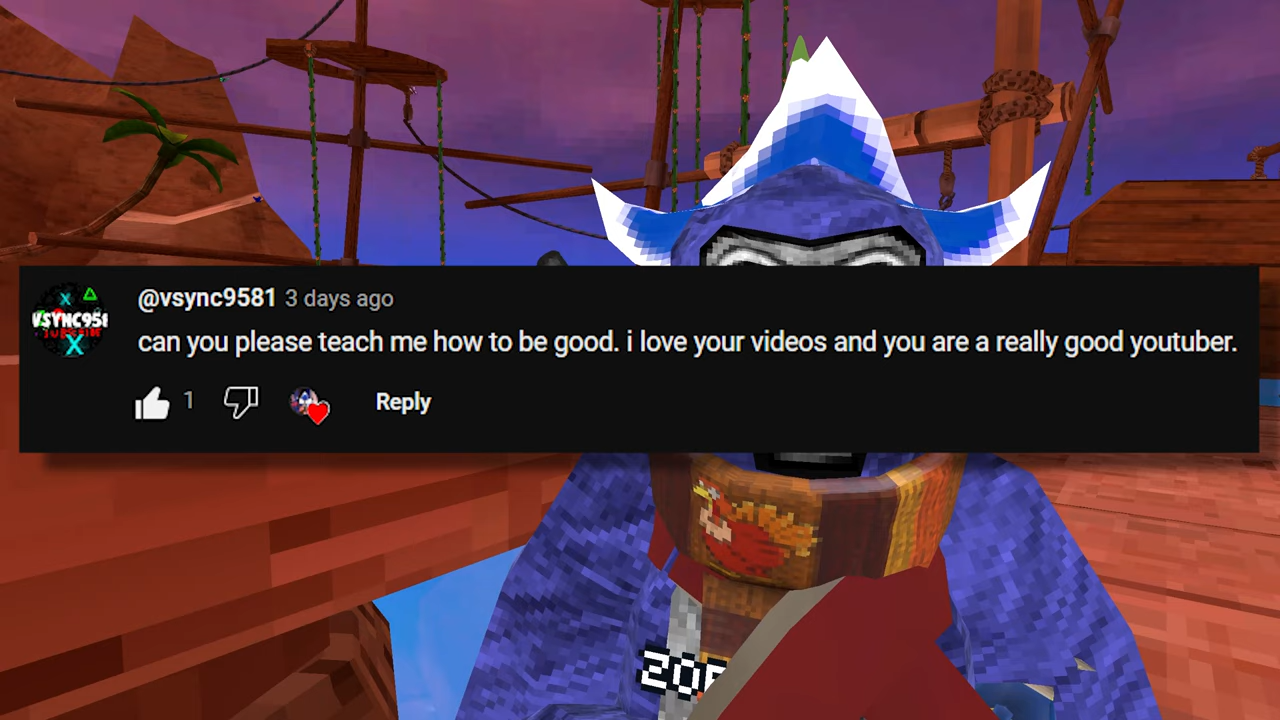 @vsync9581 3 days ago
VSYNC958
can you please teach me how to be good. i love your videos and you are a really good youtuber.
1
Reply